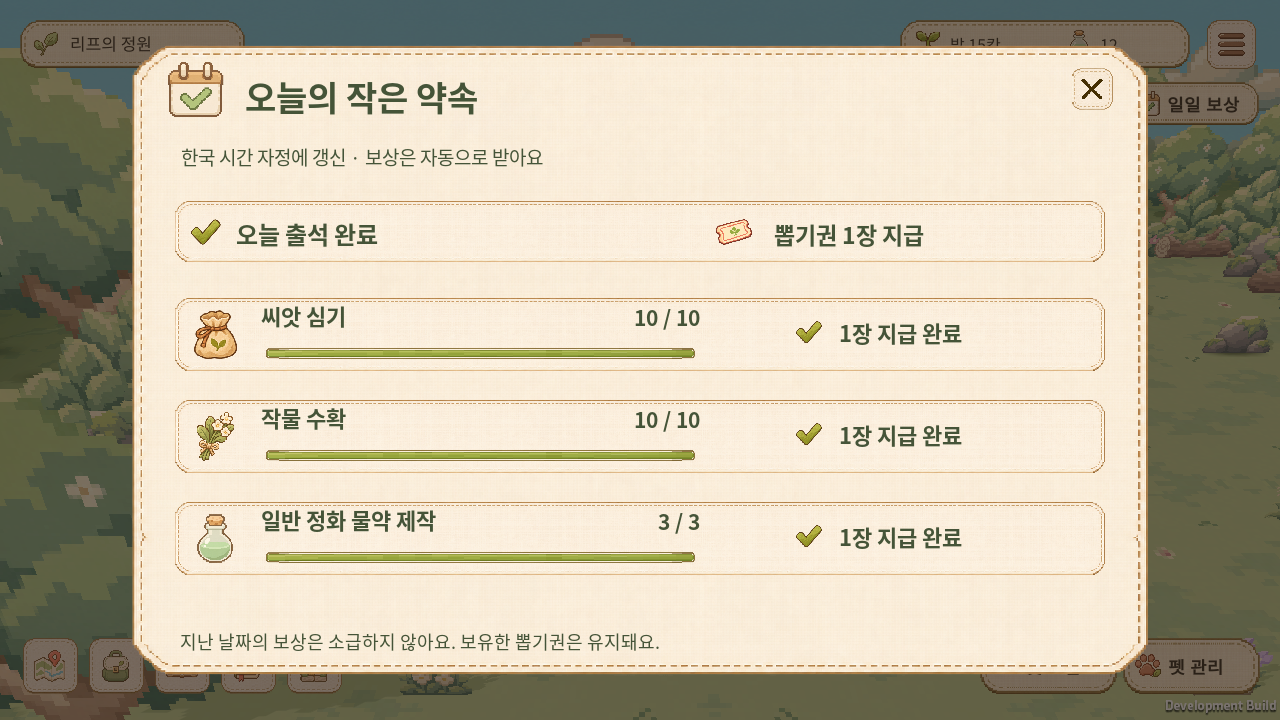 리프의 정원
밭 15칸 12
일일 보상
오늘의 작은 약속
한국 시간 자정에 갱신 · 보상은 자동으로 받아요
오늘 출석 완료
뽑기권 1장 지급
씨앗 심기
10 / 10
1장 지급 완료
작물 수확
10 / 10
1장 지급 완료
일반 정화 물약 제작
3 / 3
1장 지급 완료
지난 날짜의 보상은 소급하지 않아요. 보유한 뽑기권은 유지돼요.
펫 관리
Development Build